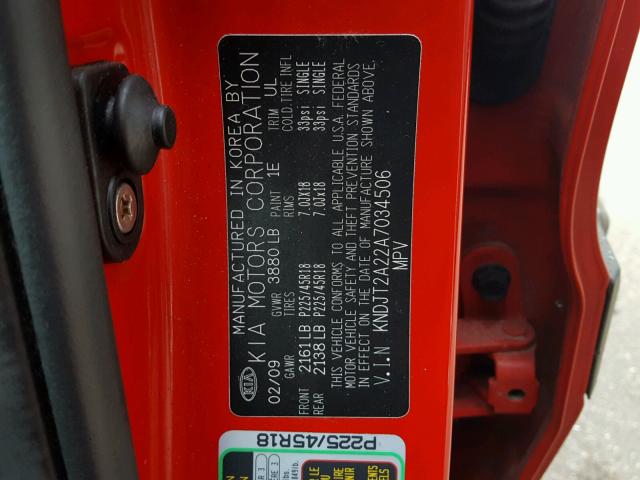 MANUFACTURED IN KOREA BY
KIA KIA MOTORS CORPORATION
02/09 GVWR 3880 LB PAINT 1E TRIM UL
GAWR TIRES RIMS COLD.TIRE INFL
FRONT 2161 LB P225/45R18 7.0JX18 33psi SINGLE
REAR 2138 LB P225/45R18 7.0JX18 33psi SINGLE
THIS VEHICLE CONFORMS TO ALL APPLICABLE U.S.A. FEDERAL
MOTOR VEHICLE SAFETY AND THEFT PREVENTION STANDARDS
IN EFFECT ON THE DATE OF MANUFACTURE SHOWN ABOVE.
V.I.N KNDJT2A22A7034506
MPV
P225/45R18